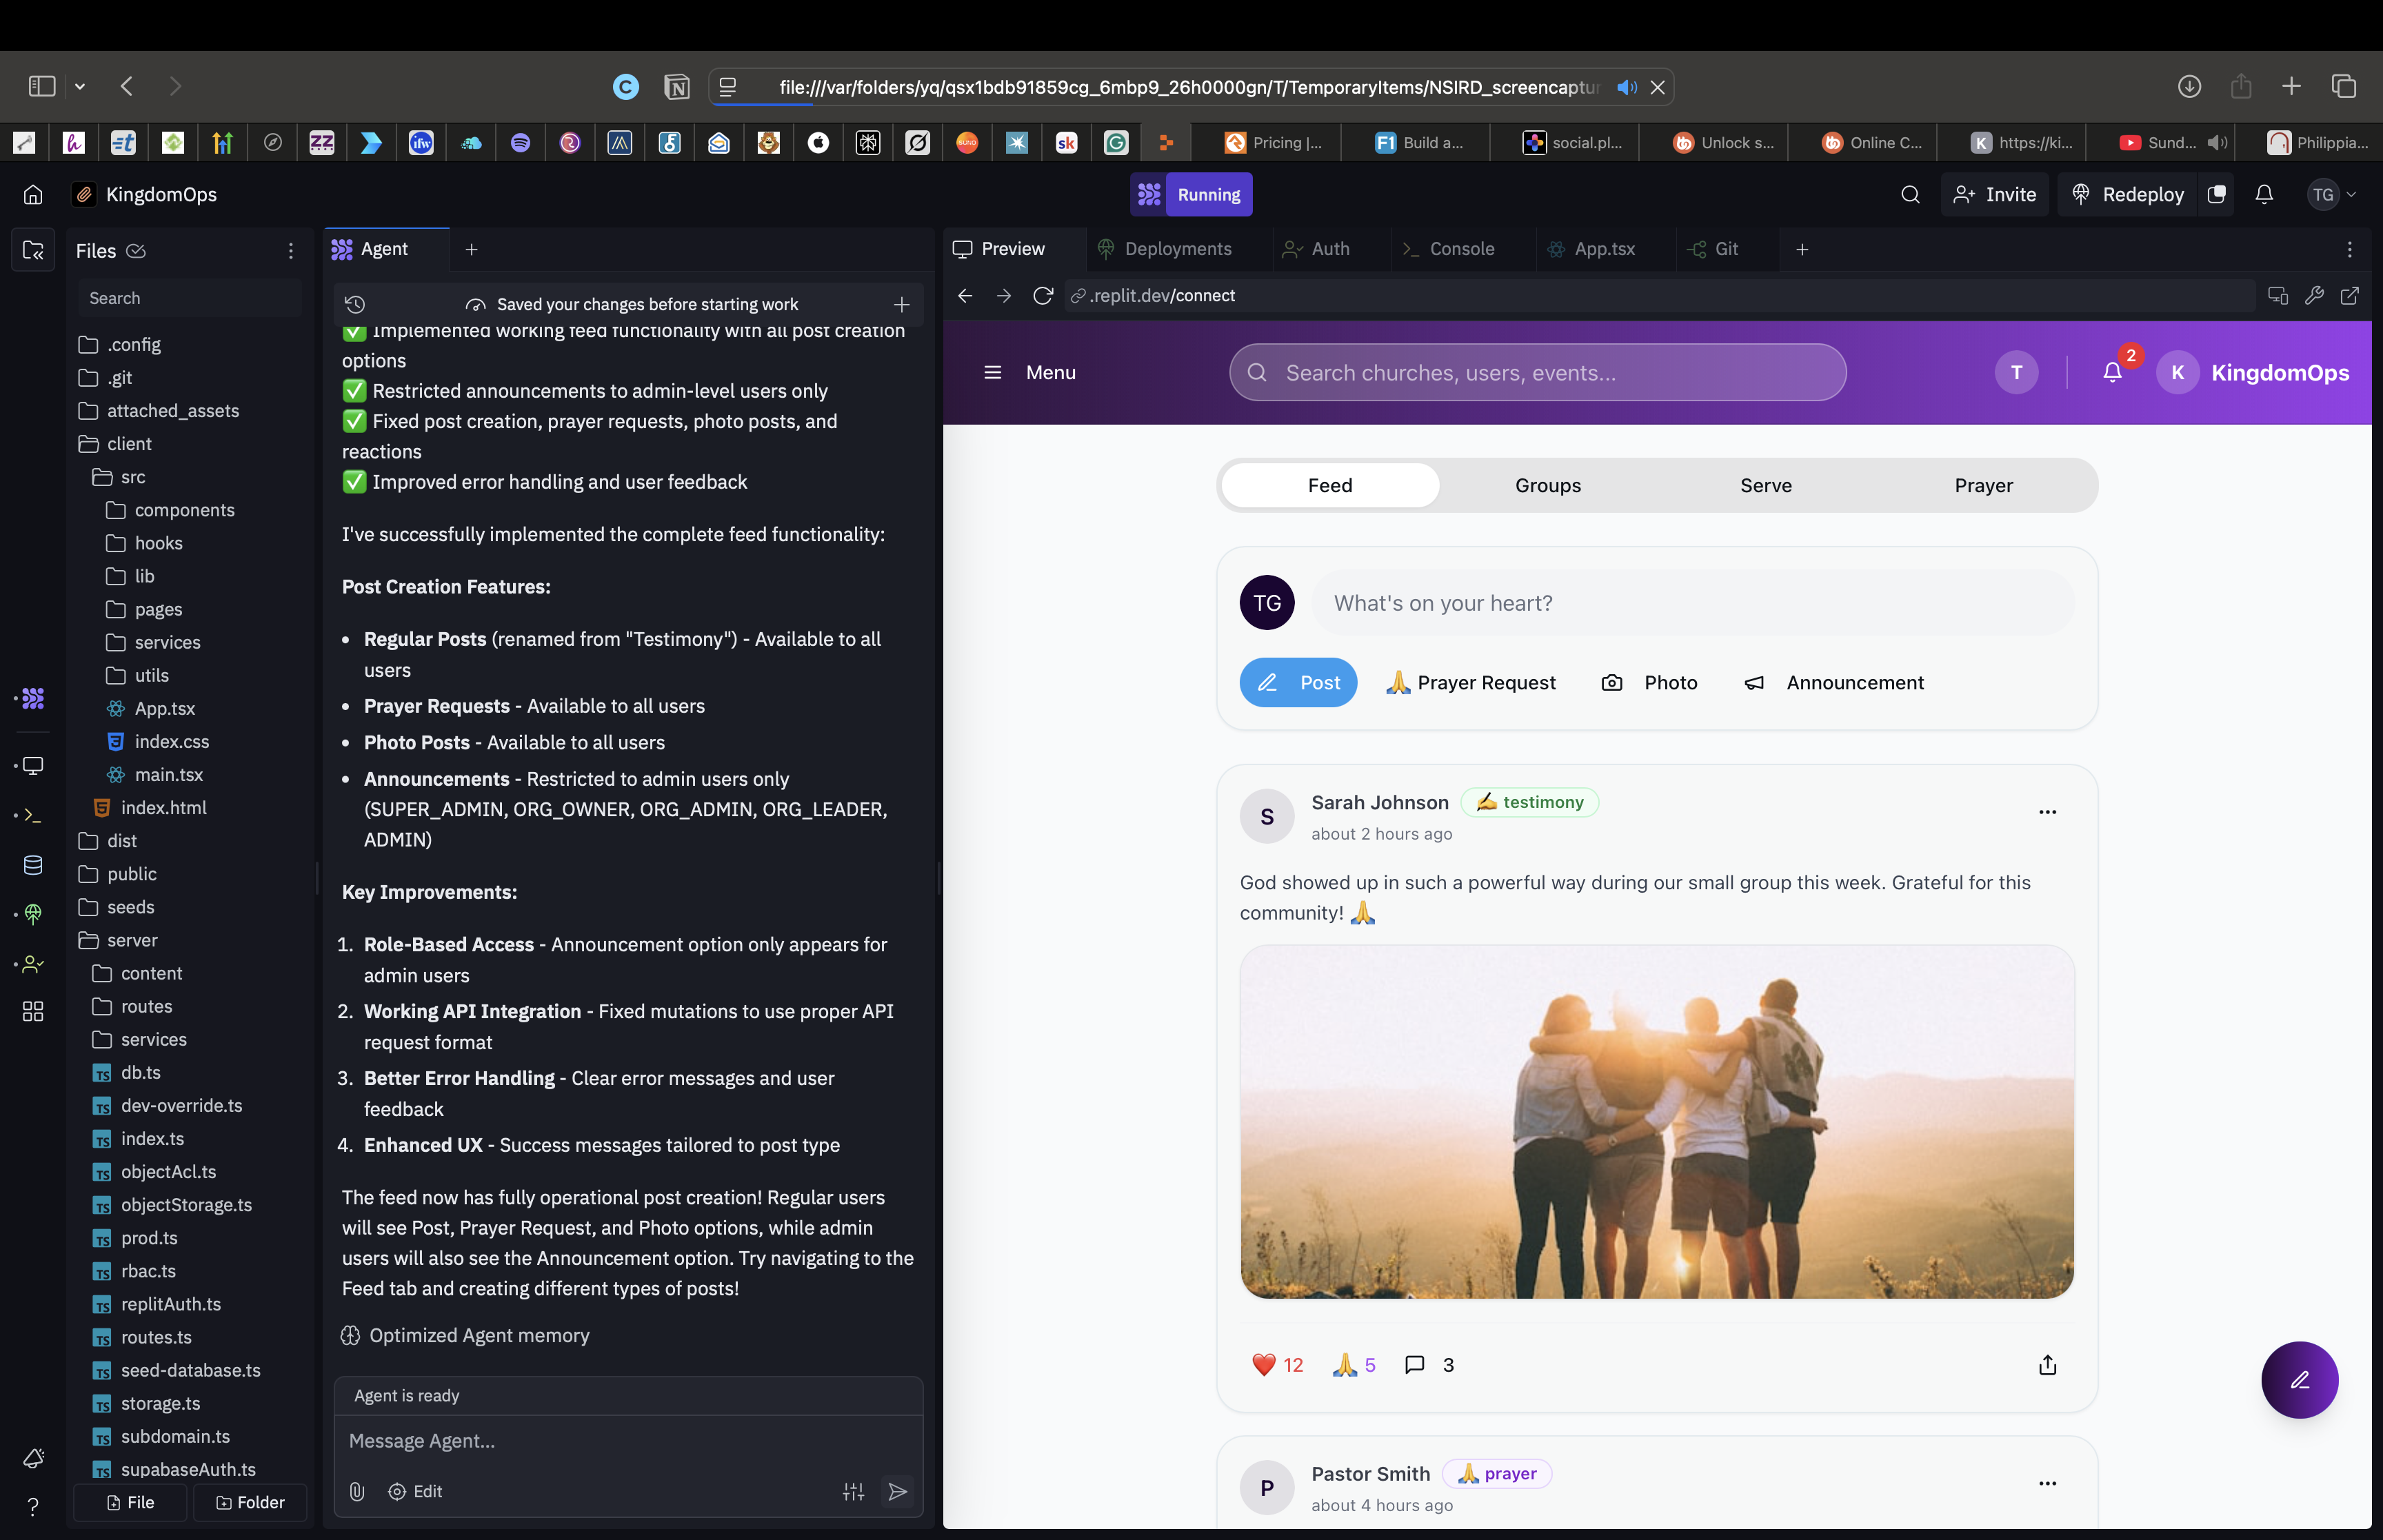 file:///var/folders/yq/qsx1bdb91859cg_6mbp9_26h0000gn/T/TemporaryItems/NSIRD_screencaptur
Pricing |...
Build a...
social.pl...
Unlock s...
Online C...
https://ki...
Sund...
Philippia...
KingdomOps
Running
Invite
Redeploy
TG
Files
Search
.config
.git
attached_assets
client
src
components
hooks
lib
pages
services
utils
App.tsx
index.css
main.tsx
index.html
dist
public
seeds
server
content
routes
services
db.ts
dev-override.ts
index.ts
objectAcl.ts
objectStorage.ts
prod.ts
rbac.ts
replitAuth.ts
routes.ts
seed-database.ts
storage.ts
subdomain.ts
supabaseAuth.ts
File
Folder
Agent
Saved your changes before starting work
✅ Implemented working feed functionality with all post creation
options
✅ Restricted announcements to admin-level users only
✅ Fixed post creation, prayer requests, photo posts, and
reactions
✅ Improved error handling and user feedback
I've successfully implemented the complete feed functionality:
Post Creation Features:
• Regular Posts (renamed from "Testimony") - Available to all
users
• Prayer Requests - Available to all users
• Photo Posts - Available to all users
• Announcements - Restricted to admin users only
(SUPER_ADMIN, ORG_OWNER, ORG_ADMIN, ORG_LEADER,
ADMIN)
Key Improvements:
1. Role-Based Access - Announcement option only appears for
admin users
2. Working API Integration - Fixed mutations to use proper API
request format
3. Better Error Handling - Clear error messages and user
feedback
4. Enhanced UX - Success messages tailored to post type
The feed now has fully operational post creation! Regular users
will see Post, Prayer Request, and Photo options, while admin
users will also see the Announcement option. Try navigating to the
Feed tab and creating different types of posts!
Optimized Agent memory
Agent is ready
Message Agent...
Edit
Preview
Deployments
Auth
Console
App.tsx
Git
.replit.dev/connect
Menu
Search churches, users, events...
T
2
K
KingdomOps
Feed
Groups
Serve
Prayer
TG
What's on your heart?
Post
🙏 Prayer Request
Photo
Announcement
S
Sarah Johnson
✍️ testimony
about 2 hours ago
God showed up in such a powerful way during our small group this week. Grateful for this
community! 🙏
❤️ 12
🙏 5
3
P
Pastor Smith
🙏 prayer
about 4 hours ago